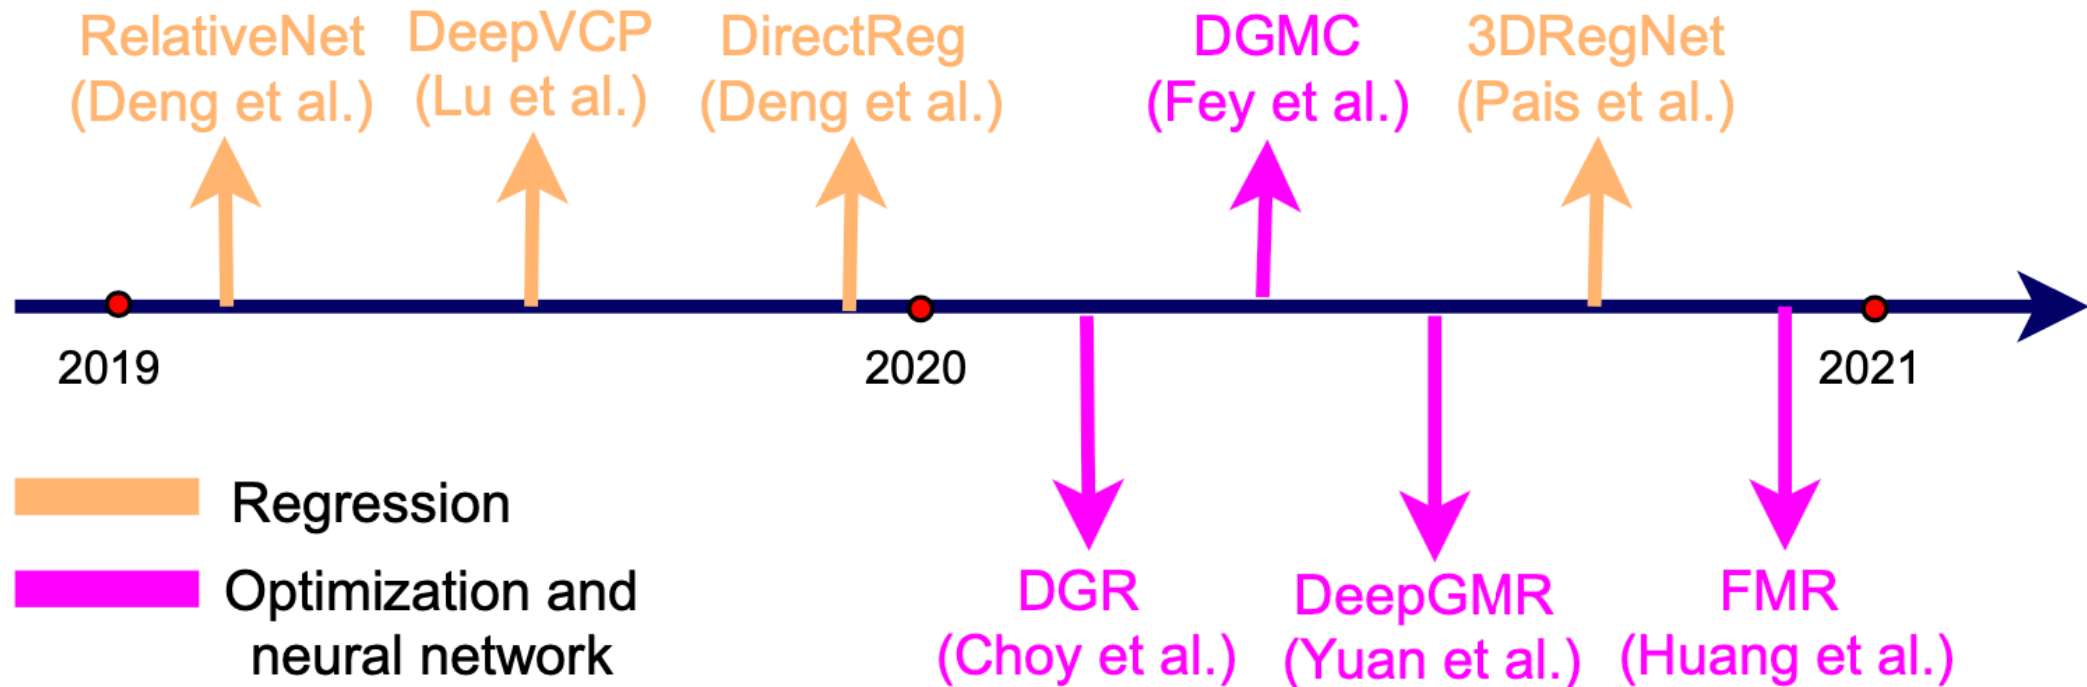 RelativeNet
(Deng et al.)
DeepVCP
(Lu et al.)
DirectReg
(Deng et al.)
DGMC
(Fey et al.)
3DRegNet
(Pais et al.)
2019
2020
2021
Regression
Optimization and
neural network
DGR
(Choy et al.)
DeepGMR
(Yuan et al.)
FMR
(Huang et al.)